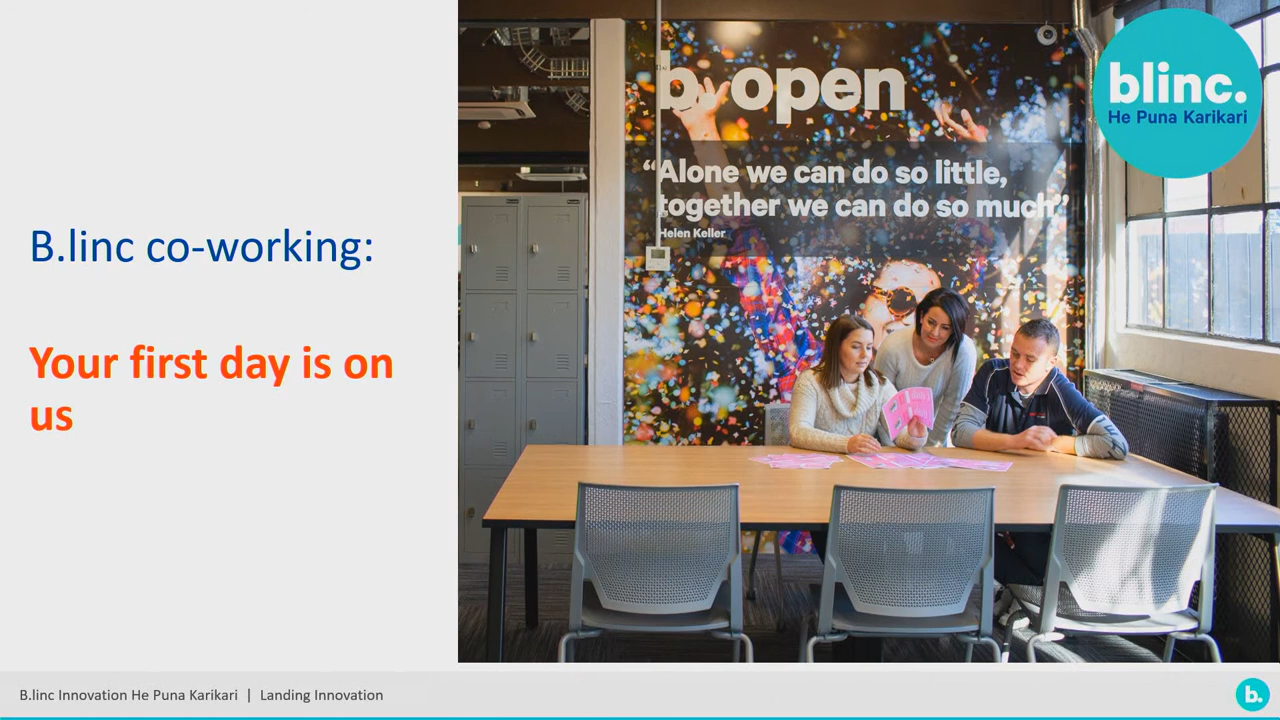 B.linc co-working:
Your first day is on
us
b. open
“Alone we can do so little,
together we can do so much”
Helen Keller
blinc.
He Puna Karikari
B.linc Innovation He Puna Karikari | Landing Innovation
b.